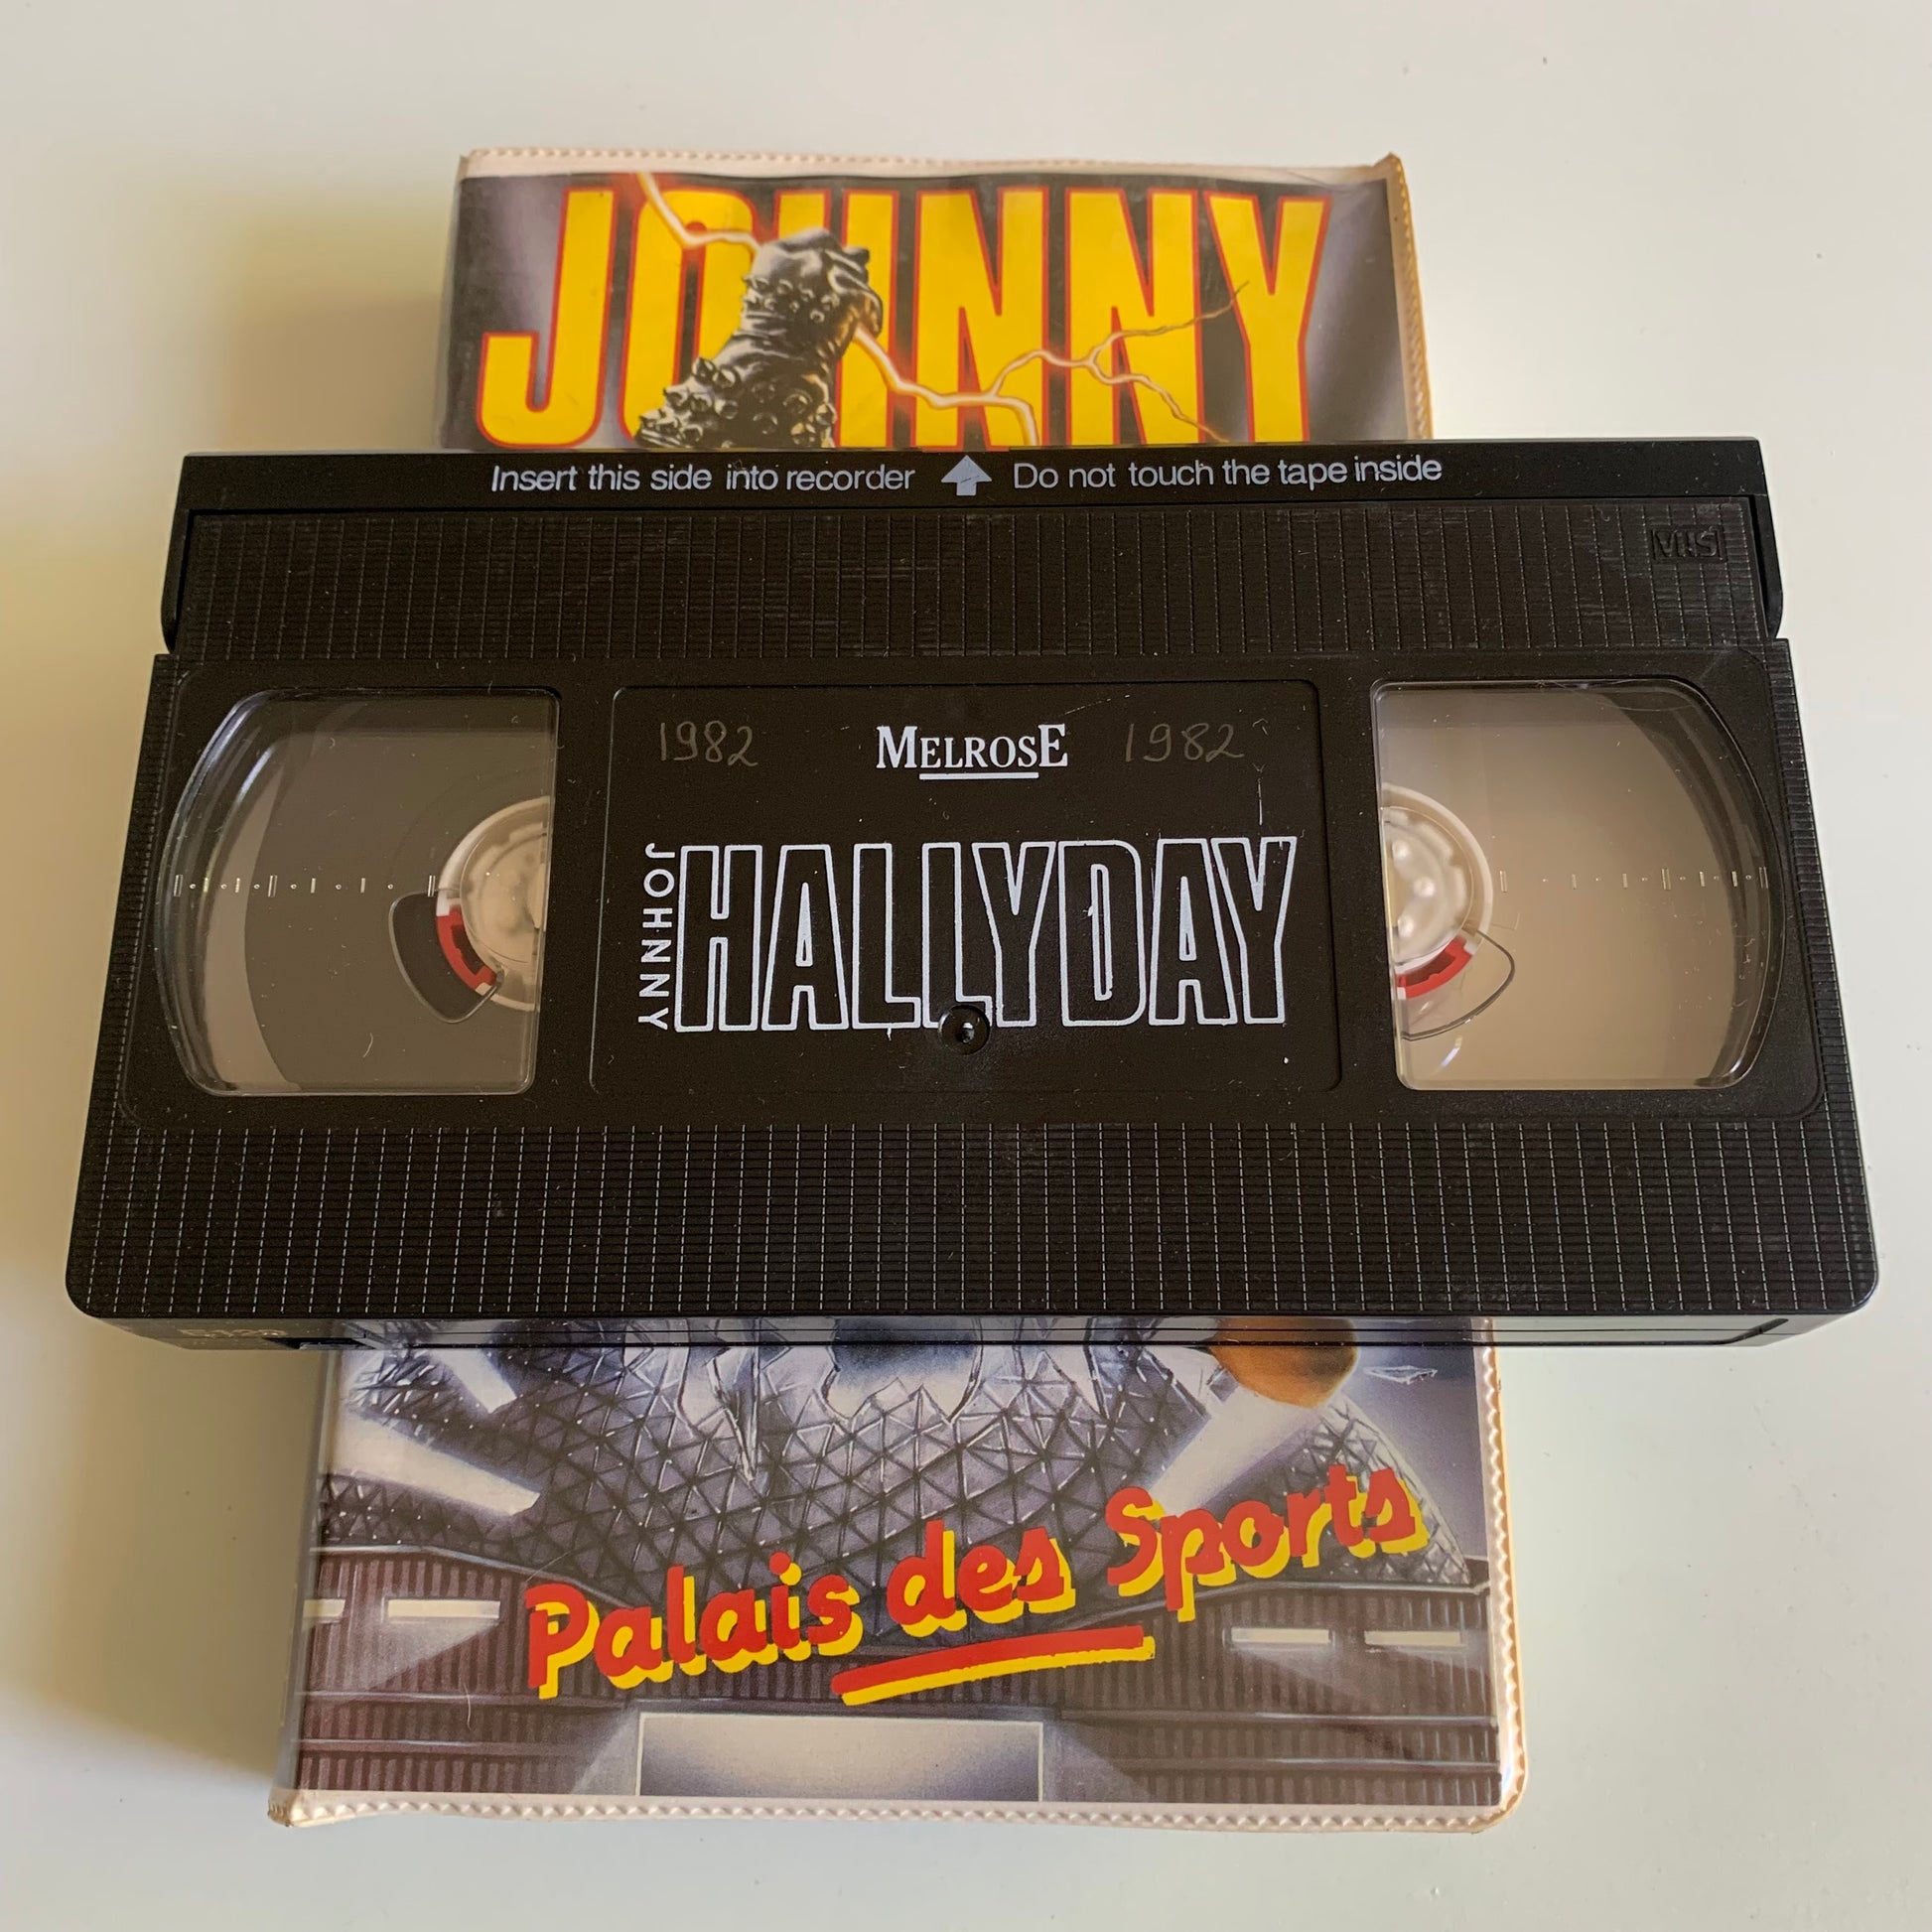 JOHNNY
Insert this side into recorder Do not touch the tape inside
VHS
1982 MELROSE 1982
JOHNNY
HALLYDAY
Palais des Sports